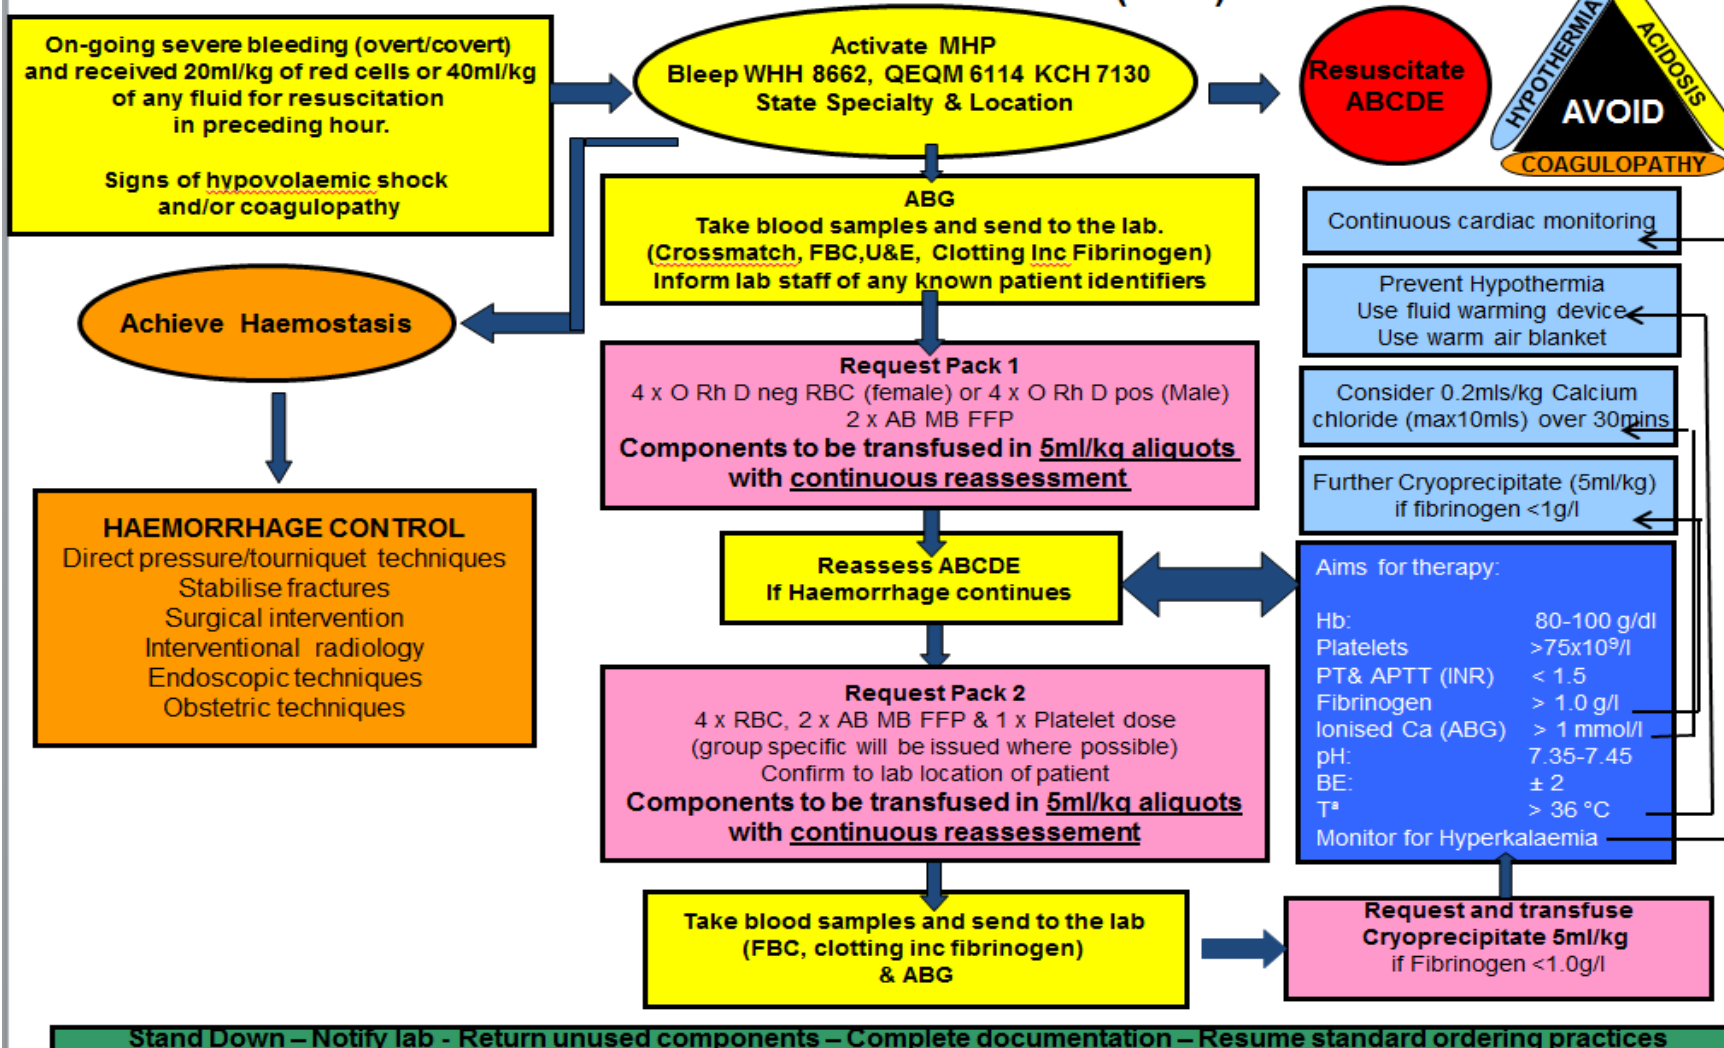 On-going severe bleeding (overt/covert)
and received 20ml/kg of red cells or 40ml/kg
of any fluid for resuscitation
in preceding hour.
Signs of hypovolaemic shock
and/or coagulopathy
Activate MHP
Bleep WHH 8662, QEQM 6114 KCH 7130
State Specialty & Location
Resuscitate
ABCDE
HYPOTHERMIA
ACIDOSIS
AVOID
COAGULOPATHY
ABG
Take blood samples and send to the lab.
(Crossmatch, FBC,U&E, Clotting Inc Fibrinogen)
Inform lab staff of any known patient identifiers
Achieve Haemostasis
HAEMORRHAGE CONTROL
Direct pressure/tourniquet techniques
Stabilise fractures
Surgical intervention
Interventional radiology
Endoscopic techniques
Obstetric techniques
Request Pack 1
4 x O Rh D neg RBC (female) or 4 x O Rh D pos (Male)
2 x AB MB FFP
Components to be transfused in 5ml/kg aliquots
with continuous reassessment
Reassess ABCDE
If Haemorrhage continues
Request Pack 2
4 x RBC, 2 x AB MB FFP & 1 x Platelet dose
(group specific will be issued where possible)
Confirm to lab location of patient
Components to be transfused in 5ml/kg aliquots
with continuous reassessement
Take blood samples and send to the lab
(FBC, clotting inc fibrinogen)
& ABG
Continuous cardiac monitoring
Prevent Hypothermia
Use fluid warming device
Use warm air blanket
Consider 0.2mls/kg Calcium
chloride (max10mls) over 30mins
Further Cryoprecipitate (5ml/kg)
if fibrinogen <1g/l
Aims for therapy:
Hb: 80-100 g/dl
Platelets >75x10⁹/l
PT& APTT (INR) < 1.5
Fibrinogen > 1.0 g/l
Ionised Ca (ABG) > 1 mmol/l
pH: 7.35-7.45
BE: ± 2
Tª > 36 °C
Monitor for Hyperkalaemia
Request and transfuse
Cryoprecipitate 5ml/kg
if Fibrinogen <1.0g/l
Stand Down – Notify lab - Return unused components – Complete documentation – Resume standard ordering practices